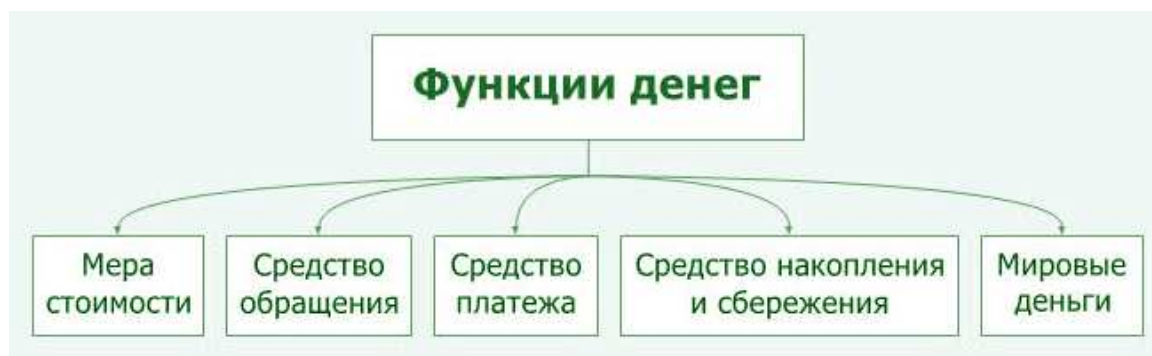 Функции денег
Мера
стоимости
Средство
обращения
Средство
платежа
Средство накопления
и сбережения
Мировые
деньги